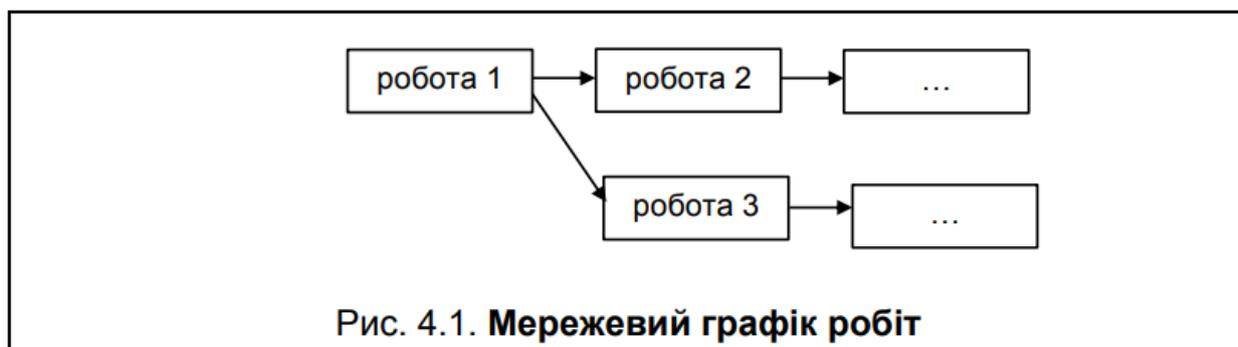 робота 1
робота 2
…
робота 3
…
Рис. 4.1. Мережевий графік робіт